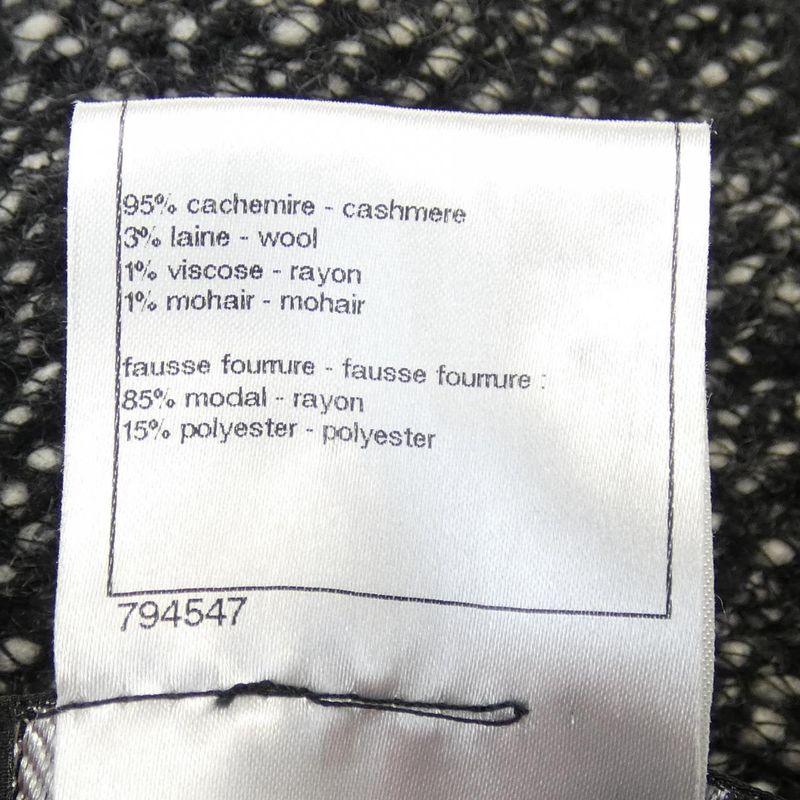 95% cachemire - cashmere
3% laine - wool
1% viscose - rayon
1% mohair - mohair
fausse fourrure - fausse fourrure :
85% modal - rayon
15% polyester - polyester
794547